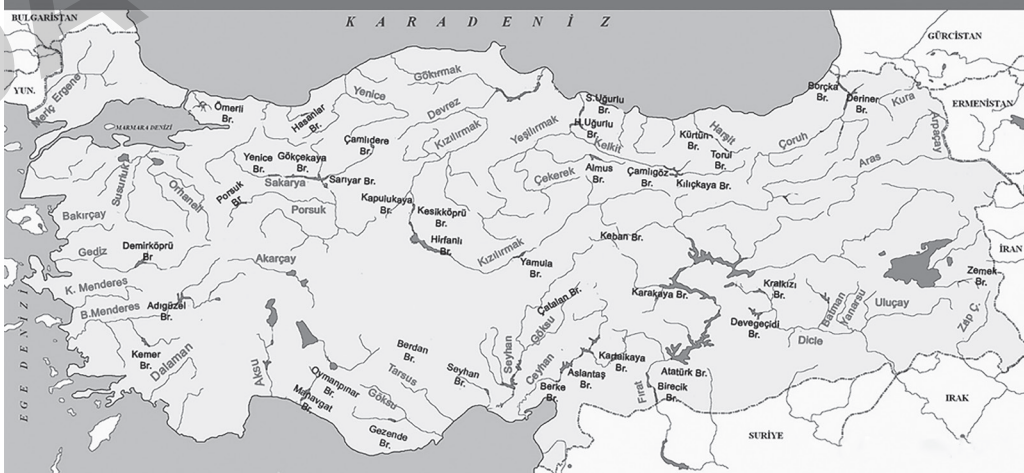 BULGARİSTAN
KARADENİZ
GÜRCİSTAN
YUN.
Meriç
Ergene
Ömerli
Br.
MARMARA DENİZİ
Hasanlar
Br.
Yenice
Gökırmak
Devrez
Kızılırmak
Çamlıdere
Br.
S.Uğurlu
Br.
H.Uğurlu
Br.
Yeşilırmak
Kelkit
Kürtün
Br.
Harşit
Torul
Br.
Borçka
Br.
Deriner
Br.
Kura
ERMENİSTAN
Arpaçay
Çoruh
Aras
Susurluk
Orhaneli
Yenice
Br.
Gökçekaya
Br.
Sarıyar Br.
Sakarya
Porsuk
Br.
Porsuk
Kapulukaya
Br.
Kesikköprü
Br.
Hirfanlı
Br.
Kızılırmak
Yamula
Br.
Çekerek
Almus
Br.
Çamlıgöz
Br.
Kılıçkaya Br.
Keban Br.
Bakırçay
Gediz
Demirköprü
Br
Akarçay
K. Menderes
B.Menderes
Adıgüzel
Br.
EGE DENİZİ
Kemer
Br.
Dalaman
Aksu
Oymapınar
Br.
Manavgat
Br.
Berdan
Br.
Tarsus
Göksu
Gezende
Br.
Seyhan
Br.
Seyhan
Çatalan Br.
Göksu
Ceyhan
Berke
Br.
Aslantaş
Br.
Kadalkaya
Br.
Karakaya Br.
Kralkızı
Br.
Devegeçidi
Br.
Batman
Yanarsu
Uluçay
Dicle
Zemek
Br.
Zap Ç.
İRAN
Atatürk Br.
Fırat
Birecik
Br.
SURİYE
IRAK